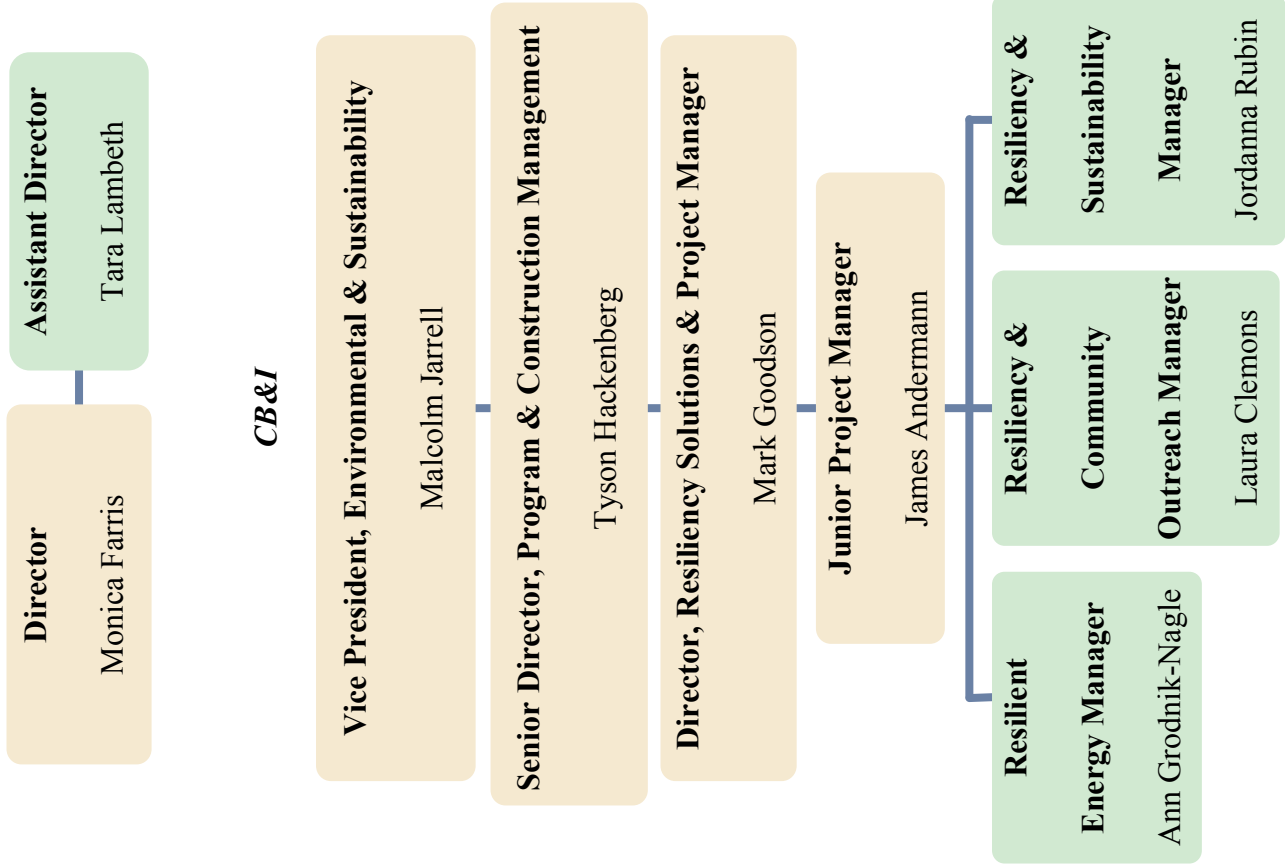 Director
Monica Farris
Assistant Director
Tara Lambeth
CB&I
Vice President, Environmental & Sustainability
Malcolm Jarrell
Senior Director, Program & Construction Management
Tyson Hackenberg
Director, Resiliency Solutions & Project Manager
Mark Goodson
Junior Project Manager
James Andermann
Resilient
Energy Manager
Ann Grodnik-Nagle
Resiliency &
Community
Outreach Manager
Laura Clemons
Resiliency &
Sustainability
Manager
Jordanna Rubin